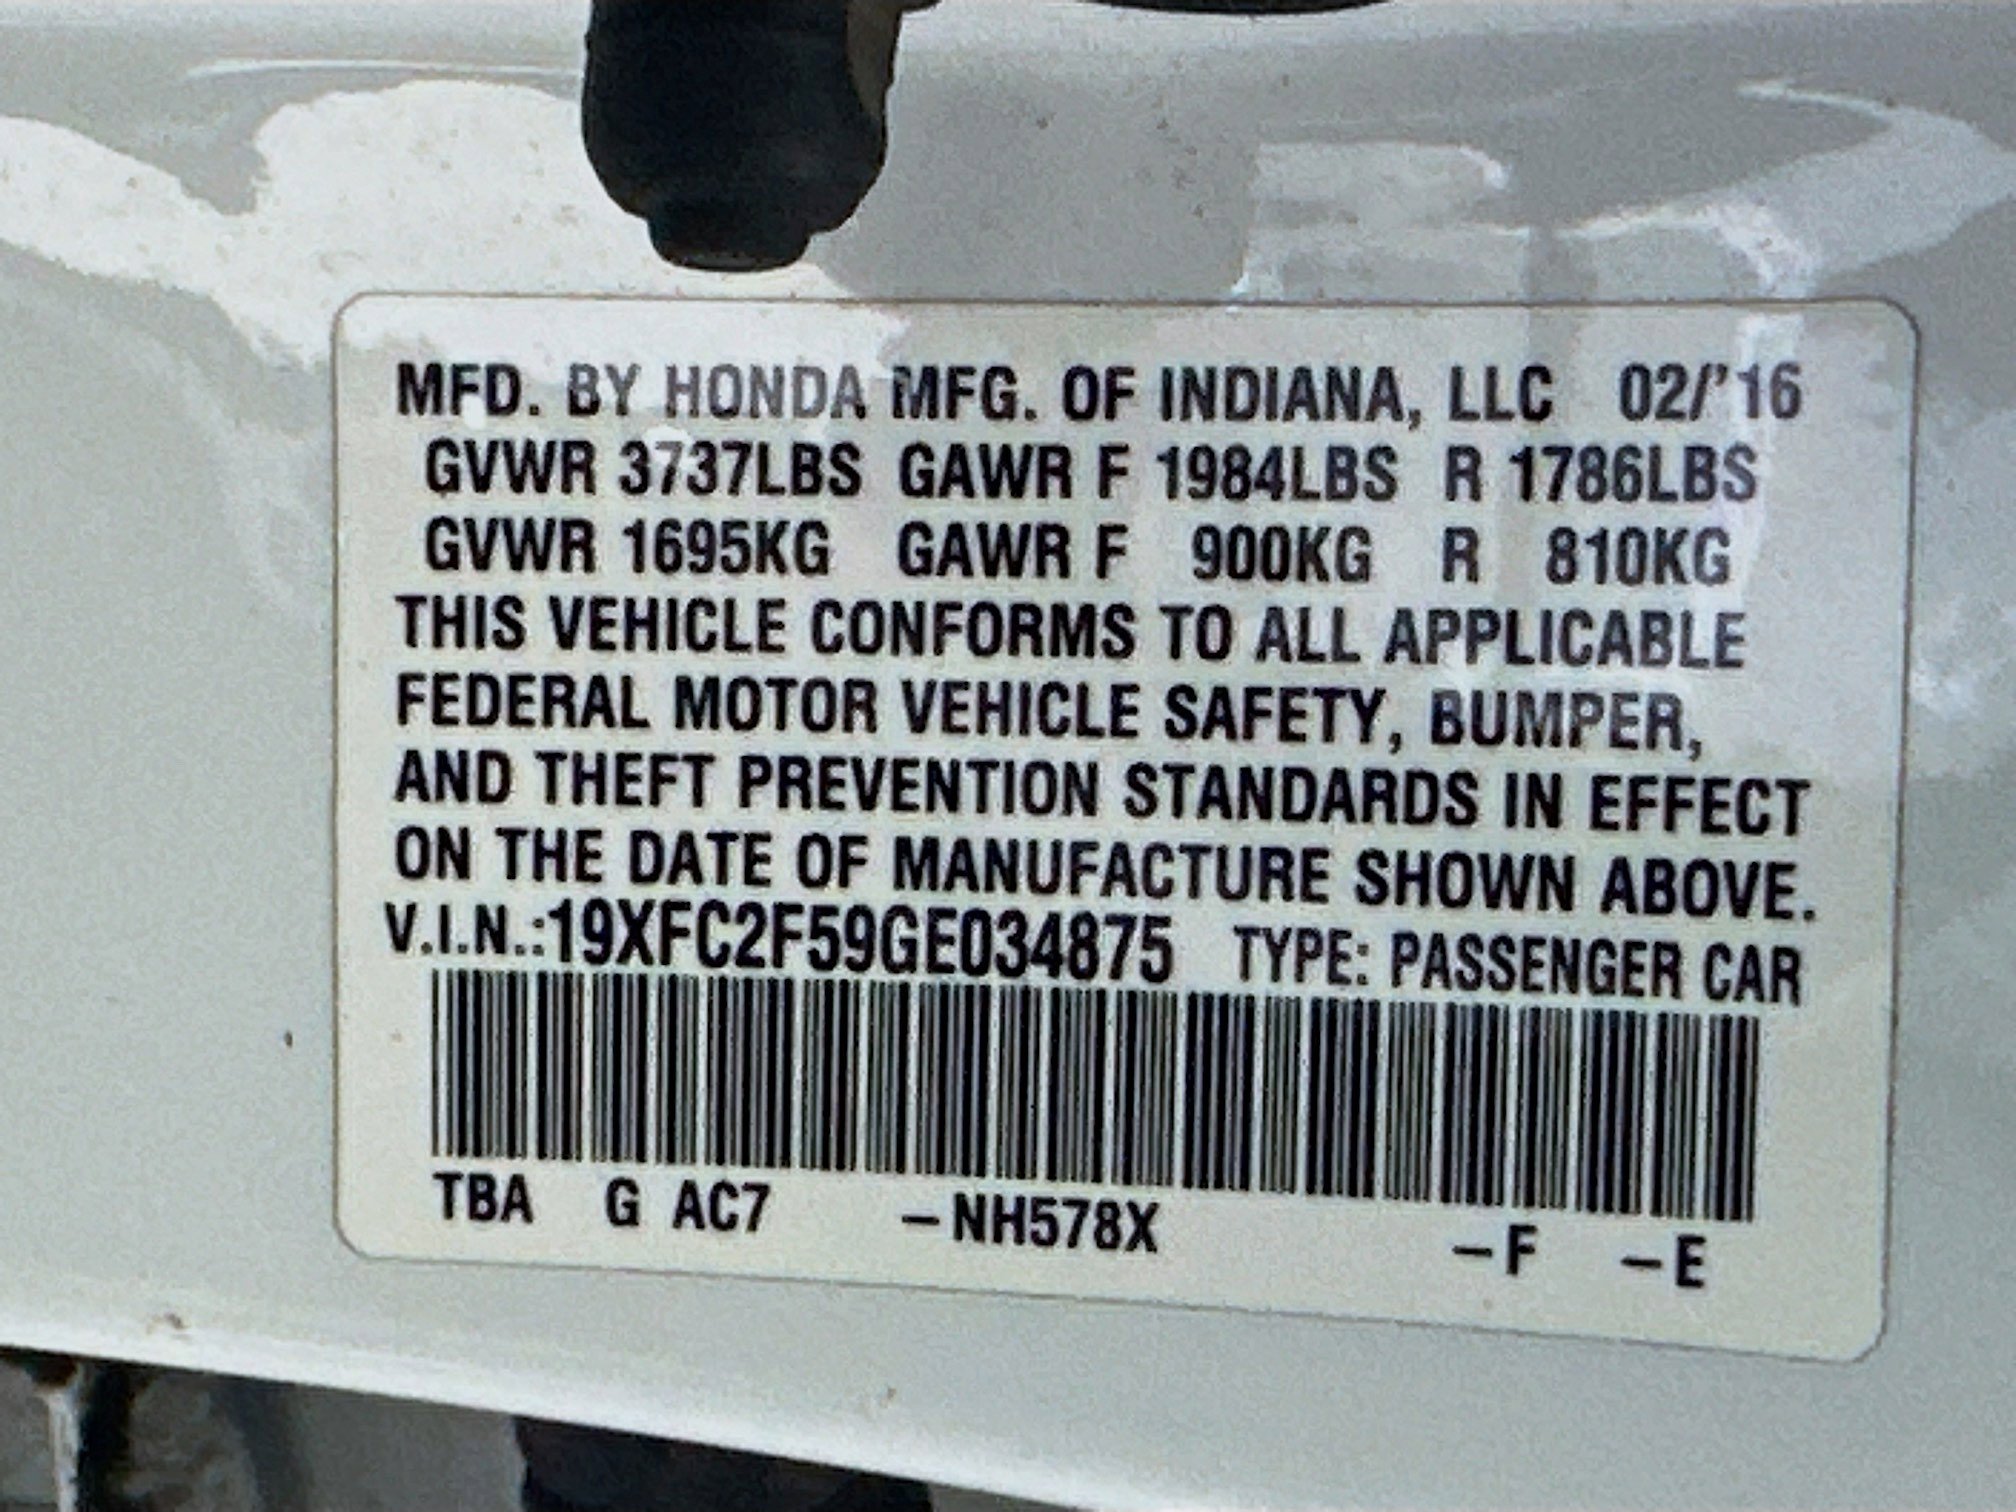 MFD. BY HONDA MFG. OF INDIANA, LLC 02/'16
GVWR 3737LBS GAWR F 1984LBS R 1786LBS
GVWR 1695KG GAWR F 900KG R 810KG
THIS VEHICLE CONFORMS TO ALL APPLICABLE
FEDERAL MOTOR VEHICLE SAFETY, BUMPER,
AND THEFT PREVENTION STANDARDS IN EFFECT
ON THE DATE OF MANUFACTURE SHOWN ABOVE.
V.I.N.:19XFC2F59GE034875 TYPE: PASSENGER CAR
TBA G AC7 –NH578X –F –E